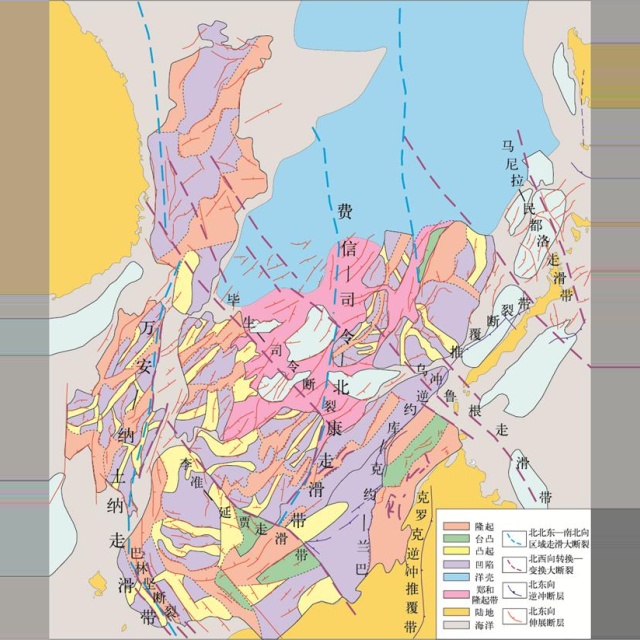 马尼拉
民都洛走滑带
费信—司令—北康走滑带
毕生—司令断裂
断裂带
万安—纳土纳走滑带
推覆
乌鲁根走滑带
李准—延贾走滑带
库约
逆冲
克罗克逆冲推覆带
克约—兰巴
巴林坚断裂
隆起
台凸
凸起
凹陷
洋壳
郑和
隆起带
陆地
海洋
北北东—南北向
区域走滑大断裂
北西向转换—
变换大断裂
北东向
逆冲断层
北东向
伸展断层